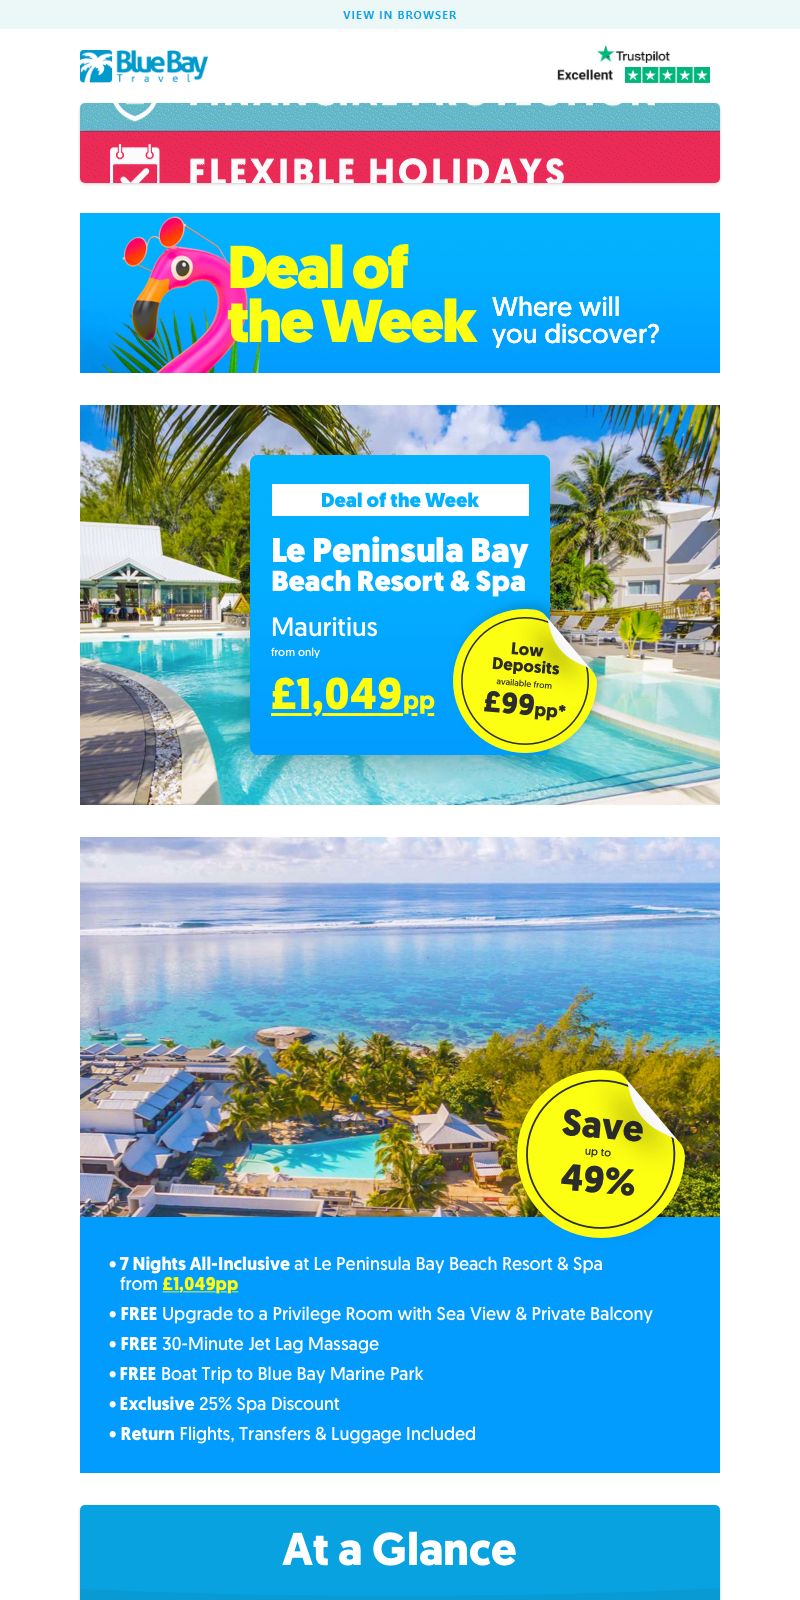 VIEW IN BROWSER
Blue Bay
Travel
Trustpilot
Excellent
FINANCIAL PROTECTION
FLEXIBLE HOLIDAYS
Deal of
the Week
Where will
you discover?
Deal of the Week
Le Peninsula Bay
Beach Resort & Spa
Mauritius
from only
£1,049pp
Low
Deposits
available from
£99pp*
Save
up to
49%
• 7 Nights All-Inclusive at Le Peninsula Bay Beach Resort & Spa
from £1,049pp
• FREE Upgrade to a Privilege Room with Sea View & Private Balcony
• FREE 30-Minute Jet Lag Massage
• FREE Boat Trip to Blue Bay Marine Park
• Exclusive 25% Spa Discount
• Return Flights, Transfers & Luggage Included
At a Glance